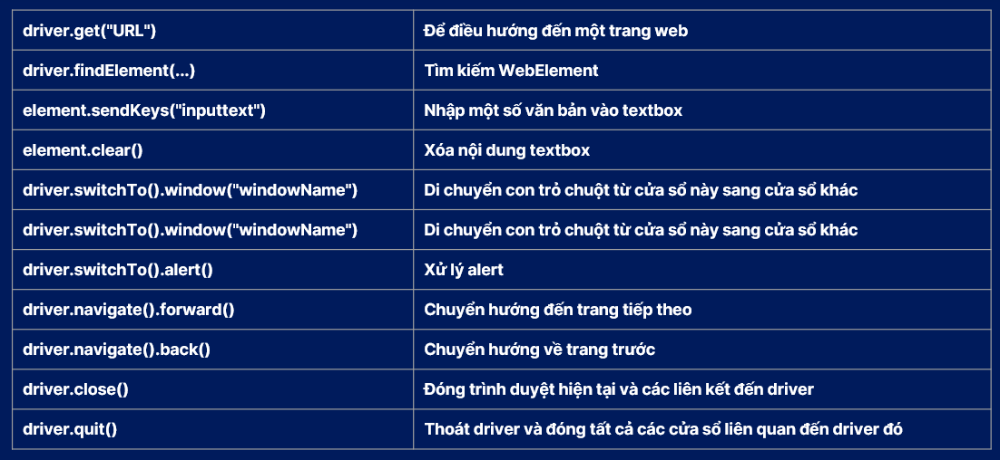 driver.get("URL") Để điều hướng đến một trang web
driver.findElement(...) Tìm kiếm WebElement
element.sendKeys("inputtext") Nhập một số văn bản vào textbox
element.clear() Xóa nội dung textbox
driver.switchTo().window("windowName") Di chuyển con trỏ chuột từ cửa sổ này sang cửa sổ khác
driver.switchTo().window("windowName") Di chuyển con trỏ chuột từ cửa sổ này sang cửa sổ khác
driver.switchTo().alert() Xử lý alert
driver.navigate().forward() Chuyển hướng đến trang tiếp theo
driver.navigate().back() Chuyển hướng về trang trước
driver.close() Đóng trình duyệt hiện tại và các liên kết đến driver
driver.quit() Thoát driver và đóng tất cả các cửa sổ liên quan đến driver đó